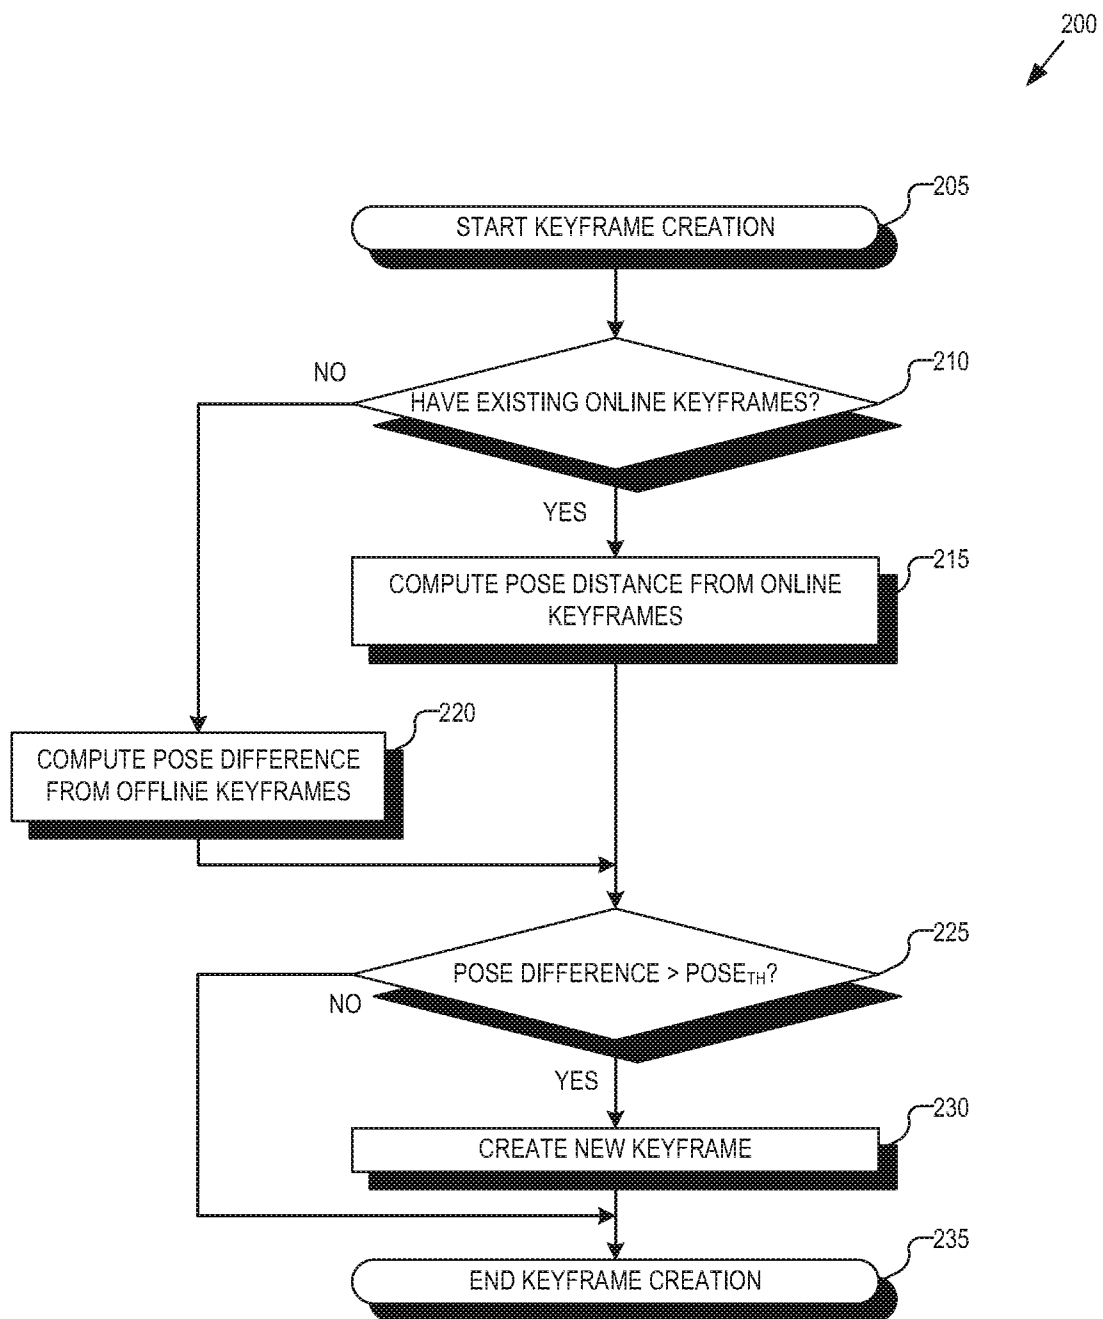 200
START KEYFRAME CREATION
205
HAVE EXISTING ONLINE KEYFRAMES?
210
NO
YES
COMPUTE POSE DISTANCE FROM ONLINE
KEYFRAMES
215
COMPUTE POSE DIFFERENCE
FROM OFFLINE KEYFRAMES
220
POSE DIFFERENCE > POSETH?
225
NO
YES
CREATE NEW KEYFRAME
230
END KEYFRAME CREATION
235